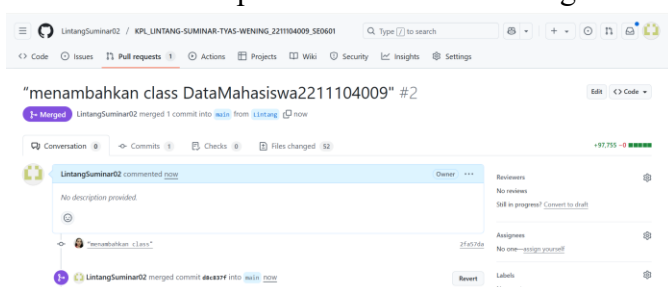 LintangSuminar02 / KPL_LINTANG-SUMINAR-TYAS-WENING_2211104009_SE0601
Type / to search
Code Issues Pull requests 1 Actions Projects Wiki Security Insights Settings
"menambahkan class DataMahasiswa2211104009" #2
Edit <> Code
Merged LintangSuminar02 merged 1 commit into main from Lintang now
Conversation 0 Commits 1 Checks 0 Files changed 52 +97,755 −0
LintangSuminar02 commented now Owner ...
No description provided.
Reviewers
No reviews
Still in progress? Convert to draft
"menambahkan class" 2fa57da
Assignees
No one—assign yourself
LintangSuminar02 merged commit d8c837f into main now Revert
Labels